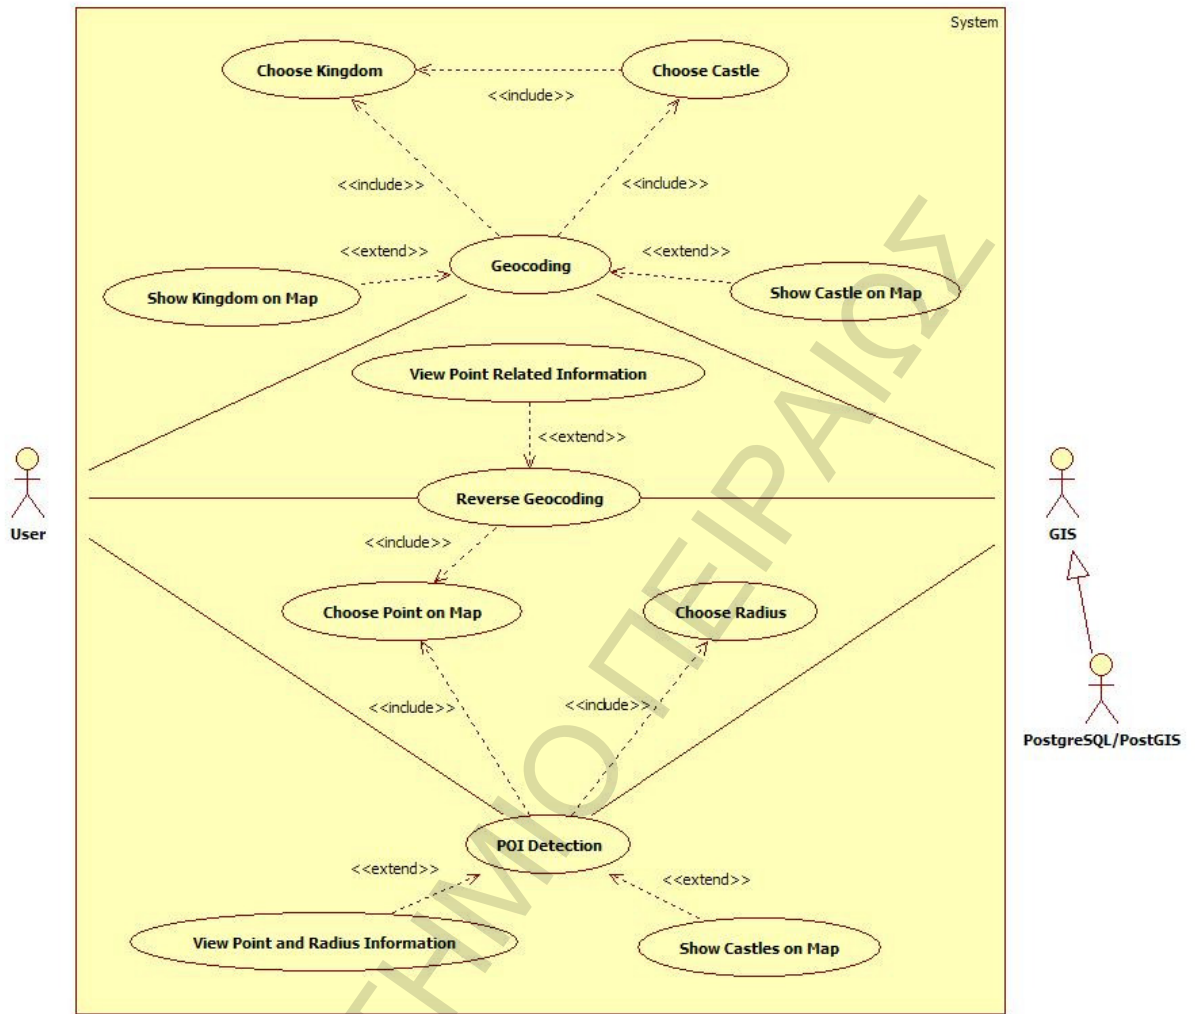 System
Choose Kingdom
Choose Castle
<<include>>
<<include>>
<<include>>
<<extend>>
<<extend>>
Geocoding
Show Kingdom on Map
Show Castle on Map
View Point Related Information
<<extend>>
Reverse Geocoding
User
GIS
<<include>>
Choose Point on Map
Choose Radius
<<include>>
<<include>>
PostgreSQL/PostGIS
POI Detection
<<extend>>
<<extend>>
View Point and Radius Information
Show Castles on Map
ΤΗΜΙΟ ΠΕΙΡΑΙΩΣ